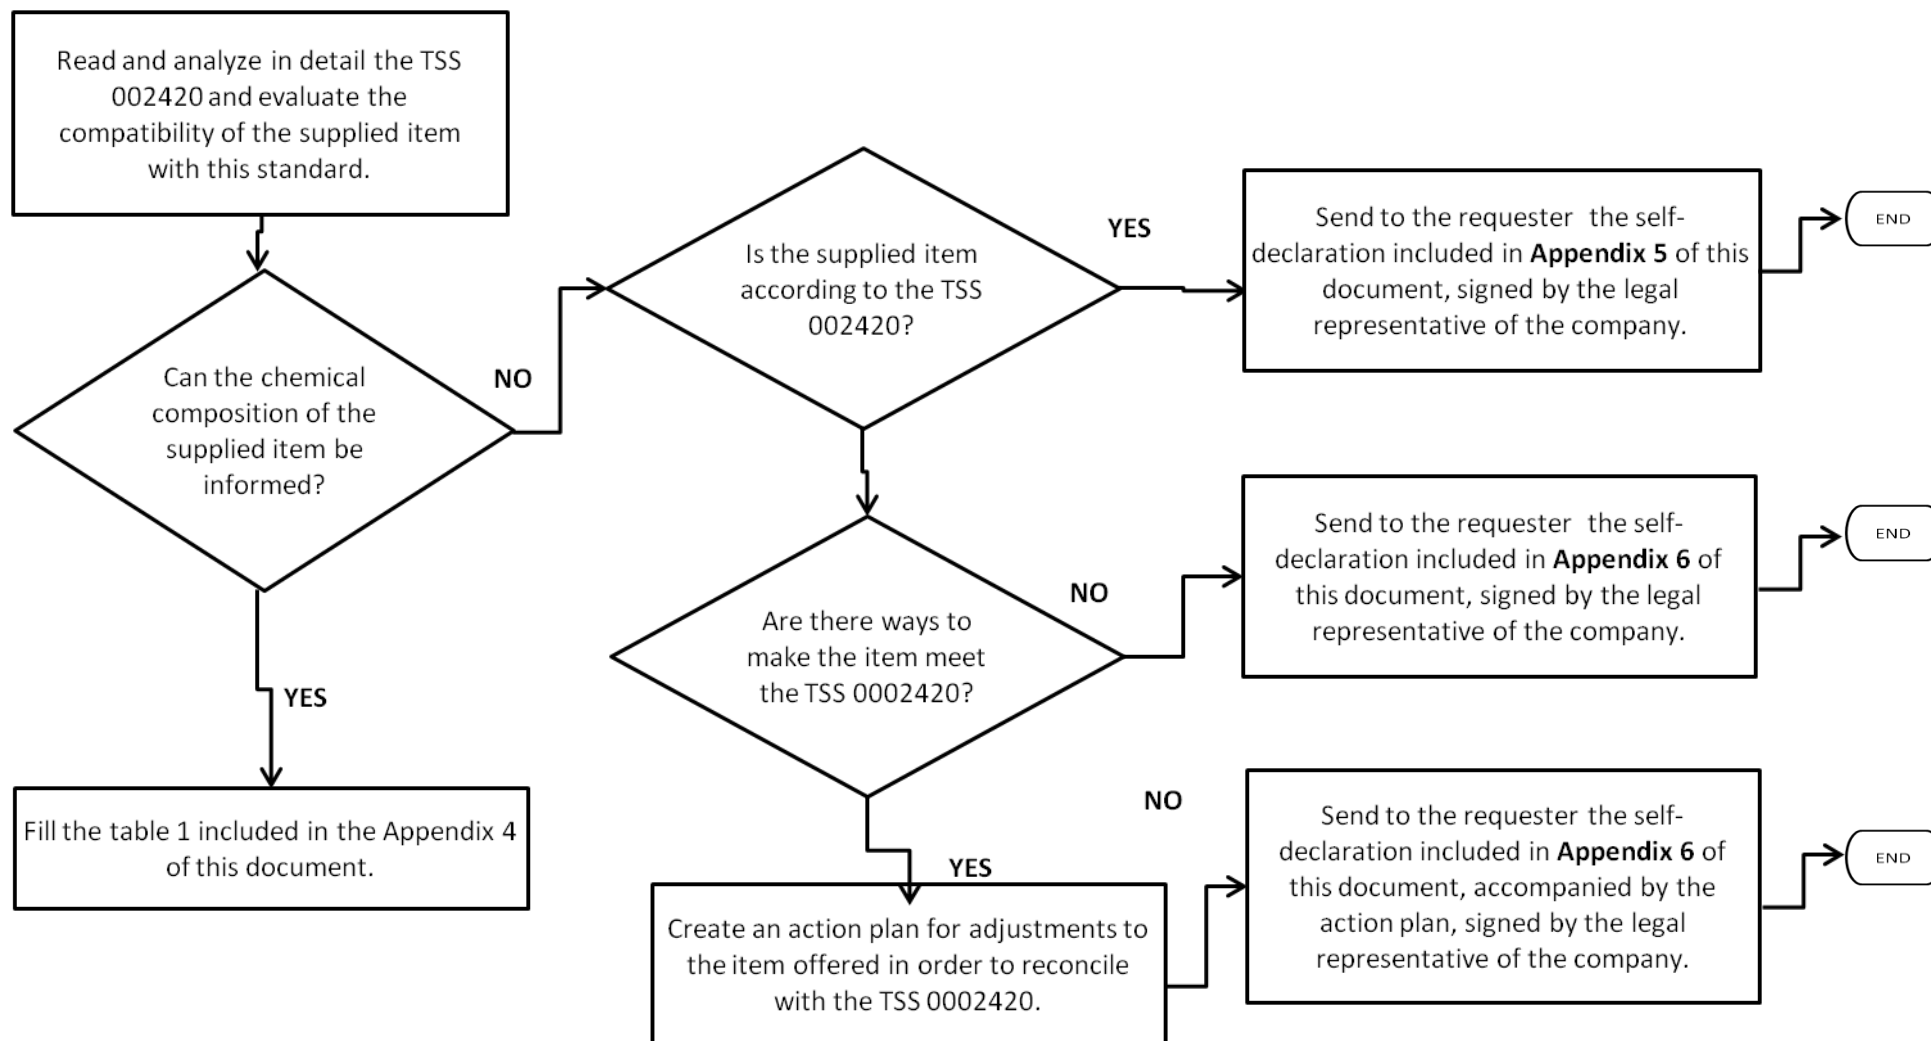 Read and analyze in detail the TSS
002420 and evaluate the
compatibility of the supplied item
with this standard.
Can the chemical
composition of the
supplied item be
informed?
NO
YES
Fill the table 1 included in the Appendix 4
of this document.
Is the supplied item
according to the TSS
002420?
YES
Send to the requester the self-
declaration included in Appendix 5 of this
document, signed by the legal
representative of the company.
END
Are there ways to
make the item meet
the TSS 0002420?
NO
Send to the requester the self-
declaration included in Appendix 6 of
this document, signed by the legal
representative of the company.
END
YES
Create an action plan for adjustments to
the item offered in order to reconcile
with the TSS 0002420.
NO
Send to the requester the self-
declaration included in Appendix 6 of
this document, accompanied by the
action plan, signed by the legal
representative of the company.
END